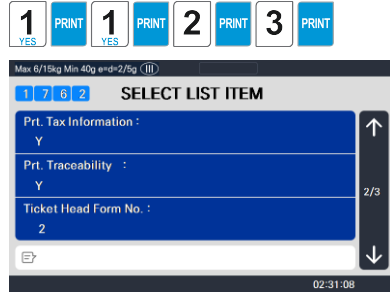 1 YES PRINT 1 YES PRINT 2 PRINT 3 PRINT
Max 6/15kg Min 40g e=d=2/5g III
1 7 6 2 SELECT LIST ITEM
Prt. Tax Information :
Y
Prt. Traceability :
Y
2/3
Ticket Head Form No. :
2
02:31:08